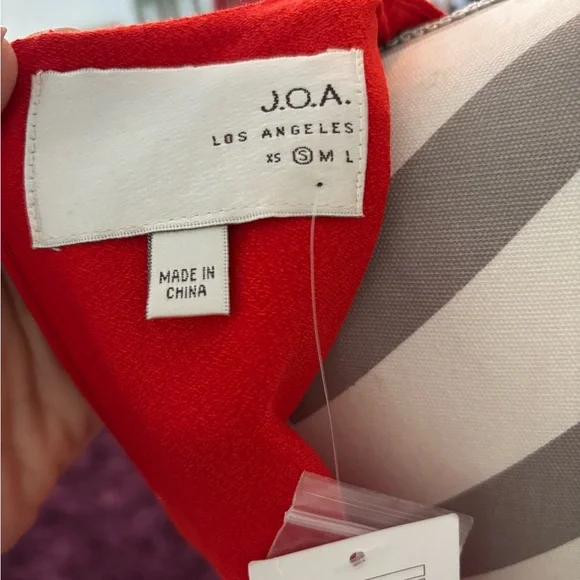 J.O.A.
LOS ANGELES
XS S M L
MADE IN
CHINA